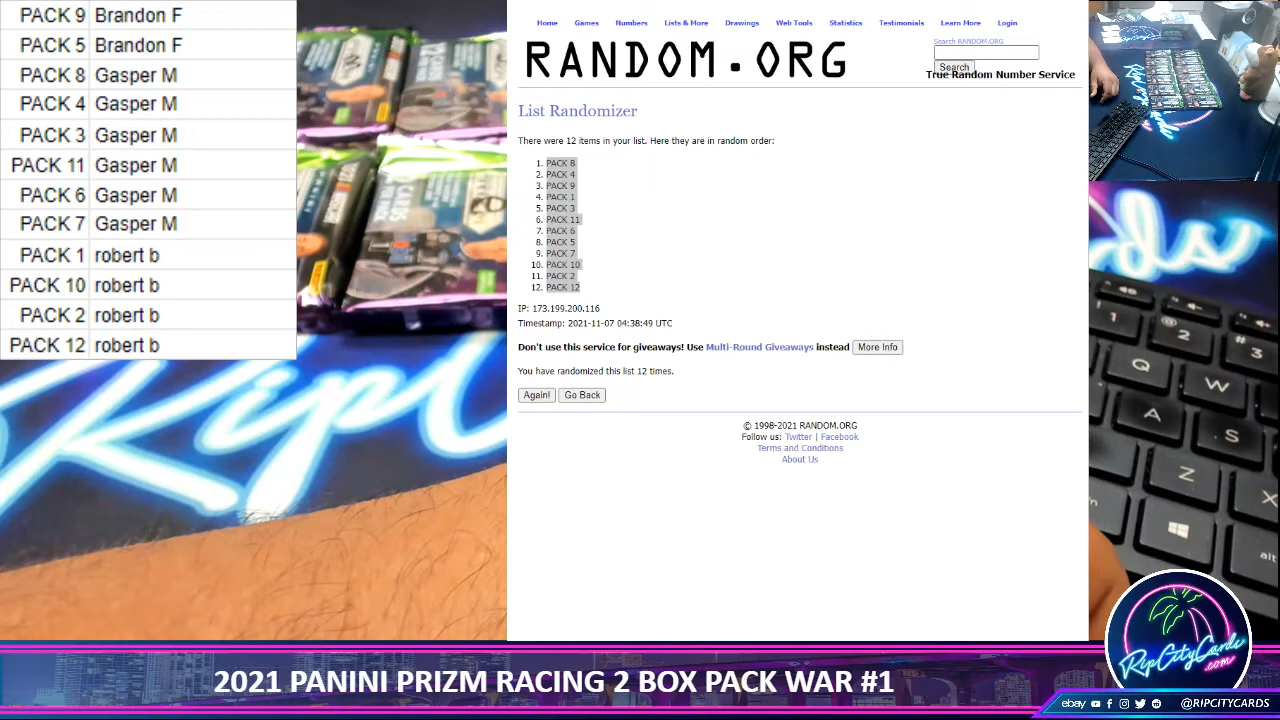 PACK 9 Brandon F
PACK 5 Brandon F
PACK 8 Gasper M
PACK 4 Gasper M
PACK 3 Gasper M
PACK 11 Gasper M
PACK 6 Gasper M
PACK 7 Gasper M
PACK 1 robert b
PACK 10 robert b
PACK 2 robert b
PACK 12 robert b
Home Games Numbers Lists & More Drawings Web Tools Statistics Testimonials Learn More Login
RANDOM.ORG
Search RANDOM.ORG
Search
True Random Number Service
List Randomizer
There were 12 items in your list. Here they are in random order:
1. PACK 8
2. PACK 4
3. PACK 9
4. PACK 1
5. PACK 3
6. PACK 11
7. PACK 6
8. PACK 5
9. PACK 7
10. PACK 10
11. PACK 2
12. PACK 12
IP: 173.199.200.116
Timestamp: 2021-11-07 04:38:49 UTC
Don't use this service for giveaways! Use Multi-Round Giveaways instead More Info
You have randomized this list 12 times.
Again! Go Back
© 1998-2021 RANDOM.ORG
Follow us: Twitter | Facebook
Terms and Conditions
About Us
1 2 # 3
Q W
A S
Z X
RipCityCards
.com
2021 PANINI PRIZM RACING 2 BOX PACK WAR #1
ebay @RIPCITYCARDS